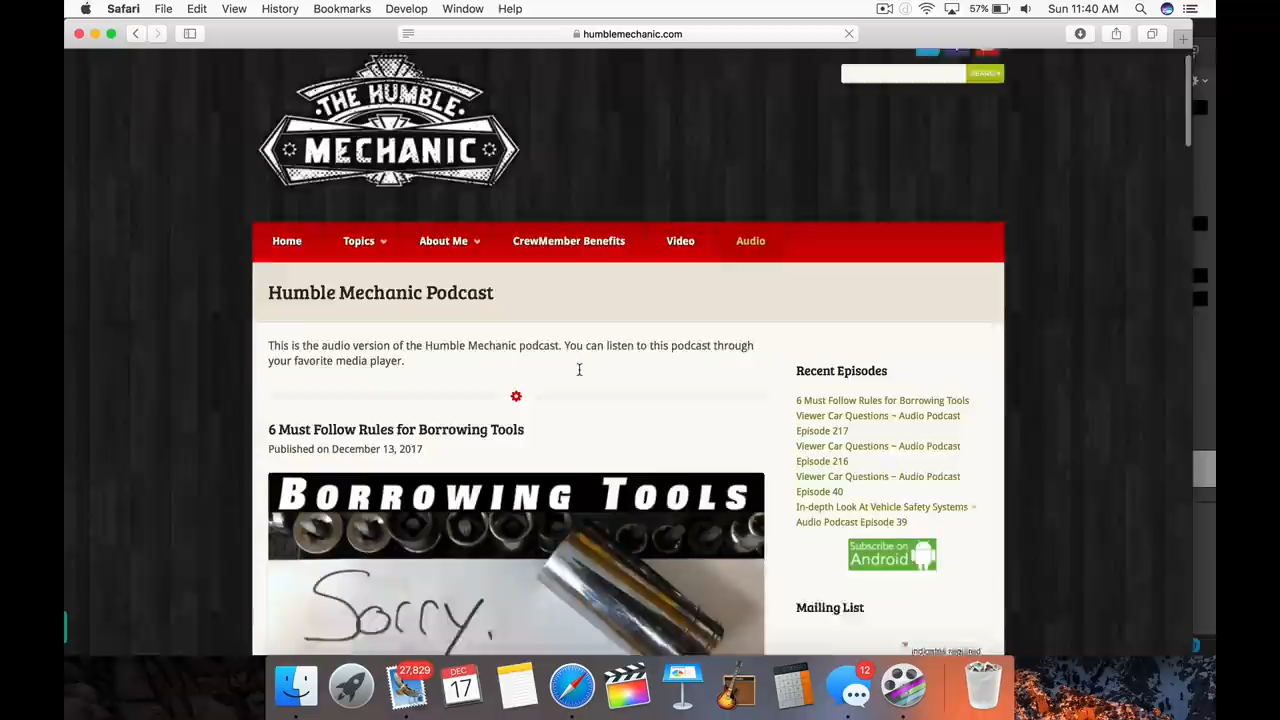 Safari File Edit View History Bookmarks Develop Window Help 57% Sun 11:40 AM
humblemechanic.com
SEARCH
THE HUMBLE
MECHANIC
Home Topics About Me CrewMember Benefits Video Audio
Humble Mechanic Podcast
This is the audio version of the Humble Mechanic podcast. You can listen to this podcast through
your favorite media player.
6 Must Follow Rules for Borrowing Tools
Published on December 13, 2017
BORROWING TOOLS
Sorry.
Recent Episodes
6 Must Follow Rules for Borrowing Tools
Viewer Car Questions ~ Audio Podcast
Episode 217
Viewer Car Questions ~ Audio Podcast
Episode 216
Viewer Car Questions ~ Audio Podcast
Episode 40
In-depth Look At Vehicle Safety Systems ~
Audio Podcast Episode 39
Subscribe on
Android
Mailing List
* indicates required
27,829
DEC
17
12